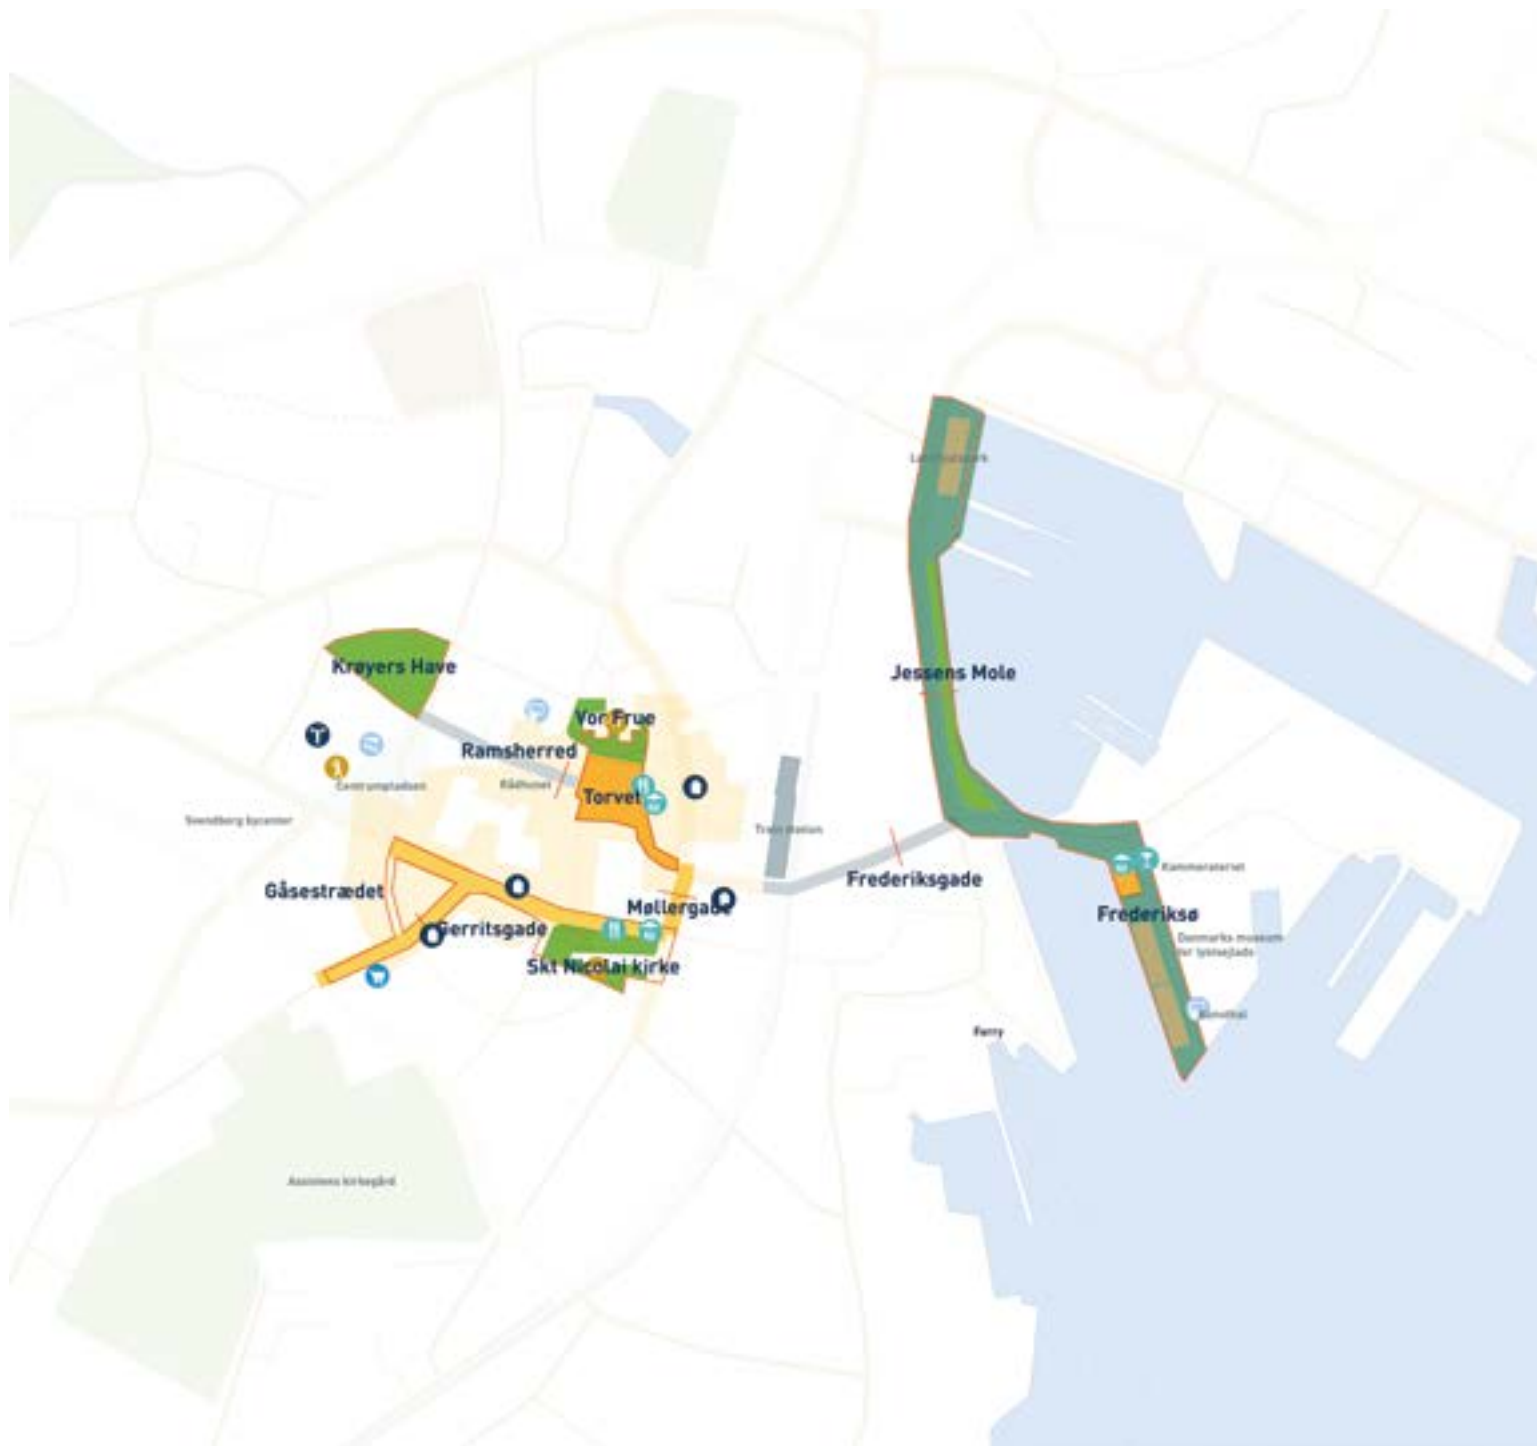 Krøyers Have
Jessens Mole
Vor Frue
Ramsherred
Rådhuset
Centrumpladsen
Torvet
Svendborg bycenter
Train station
Kammerateriet
Frederiksgade
Gåsestrædet
Møllergade
Frederiksø
Gerritsgade
Danmarks museum
for lystsejlads
Skt Nicolai kirke
Ferry
Assistens kirkegård